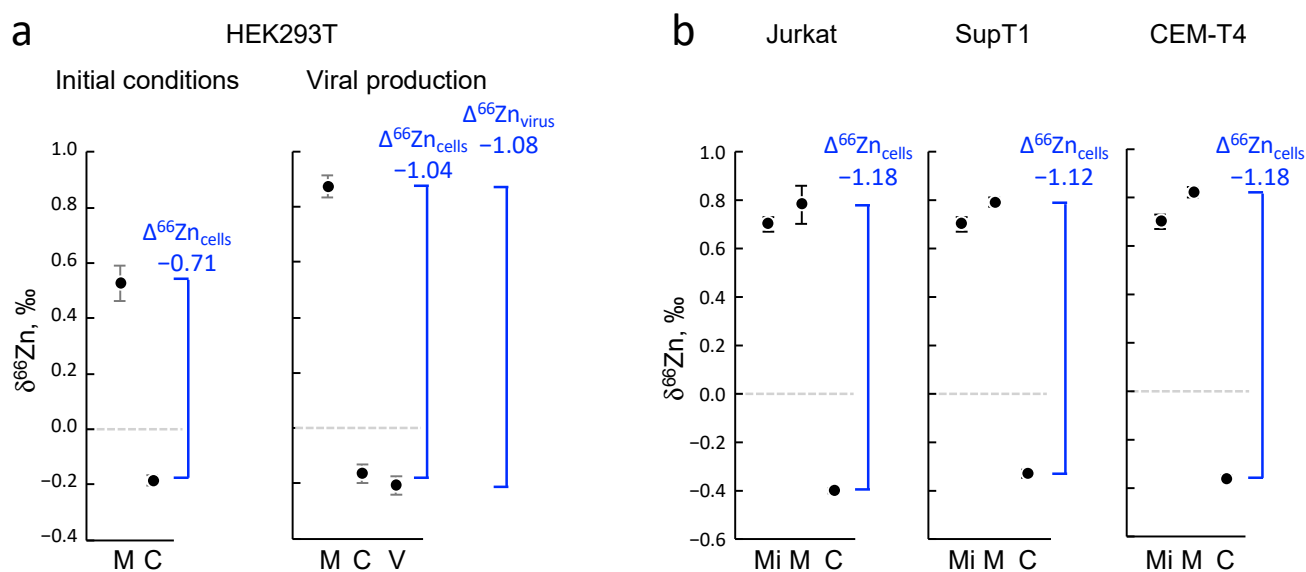 a
HEK293T
Initial conditions
Viral production
δ⁶⁶Zn, ‰
1.0
0.8
0.6
0.4
0.2
0.0
−0.2
−0.4
Δ⁶⁶Zncells
−0.71
M C
Δ⁶⁶Zncells
−1.04
Δ⁶⁶Znvirus
−1.08
M C V
b
Jurkat
SupT1
CEM-T4
δ⁶⁶Zn, ‰
1.0
0.8
0.6
0.4
0.2
0.0
−0.2
−0.4
−0.6
Δ⁶⁶Zncells
−1.18
Mi M C
Δ⁶⁶Zncells
−1.12
Mi M C
Δ⁶⁶Zncells
−1.18
Mi M C